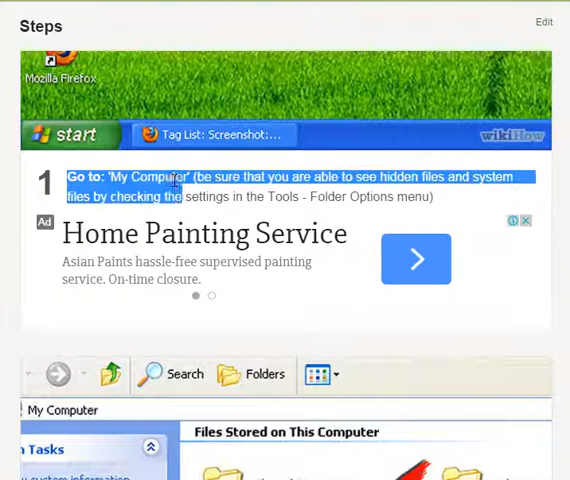 Steps
Edit
Mozilla Firefox
start
Tag List: Screenshot:...
wikiHow
1
Go to: 'My Computer' (be sure that you are able to see hidden files and system
files by checking the settings in the Tools - Folder Options menu)
Ad
Home Painting Service
Asian Paints hassle-free supervised painting
service. On-time closure.
Search
Folders
My Computer
Files Stored on This Computer
Tasks